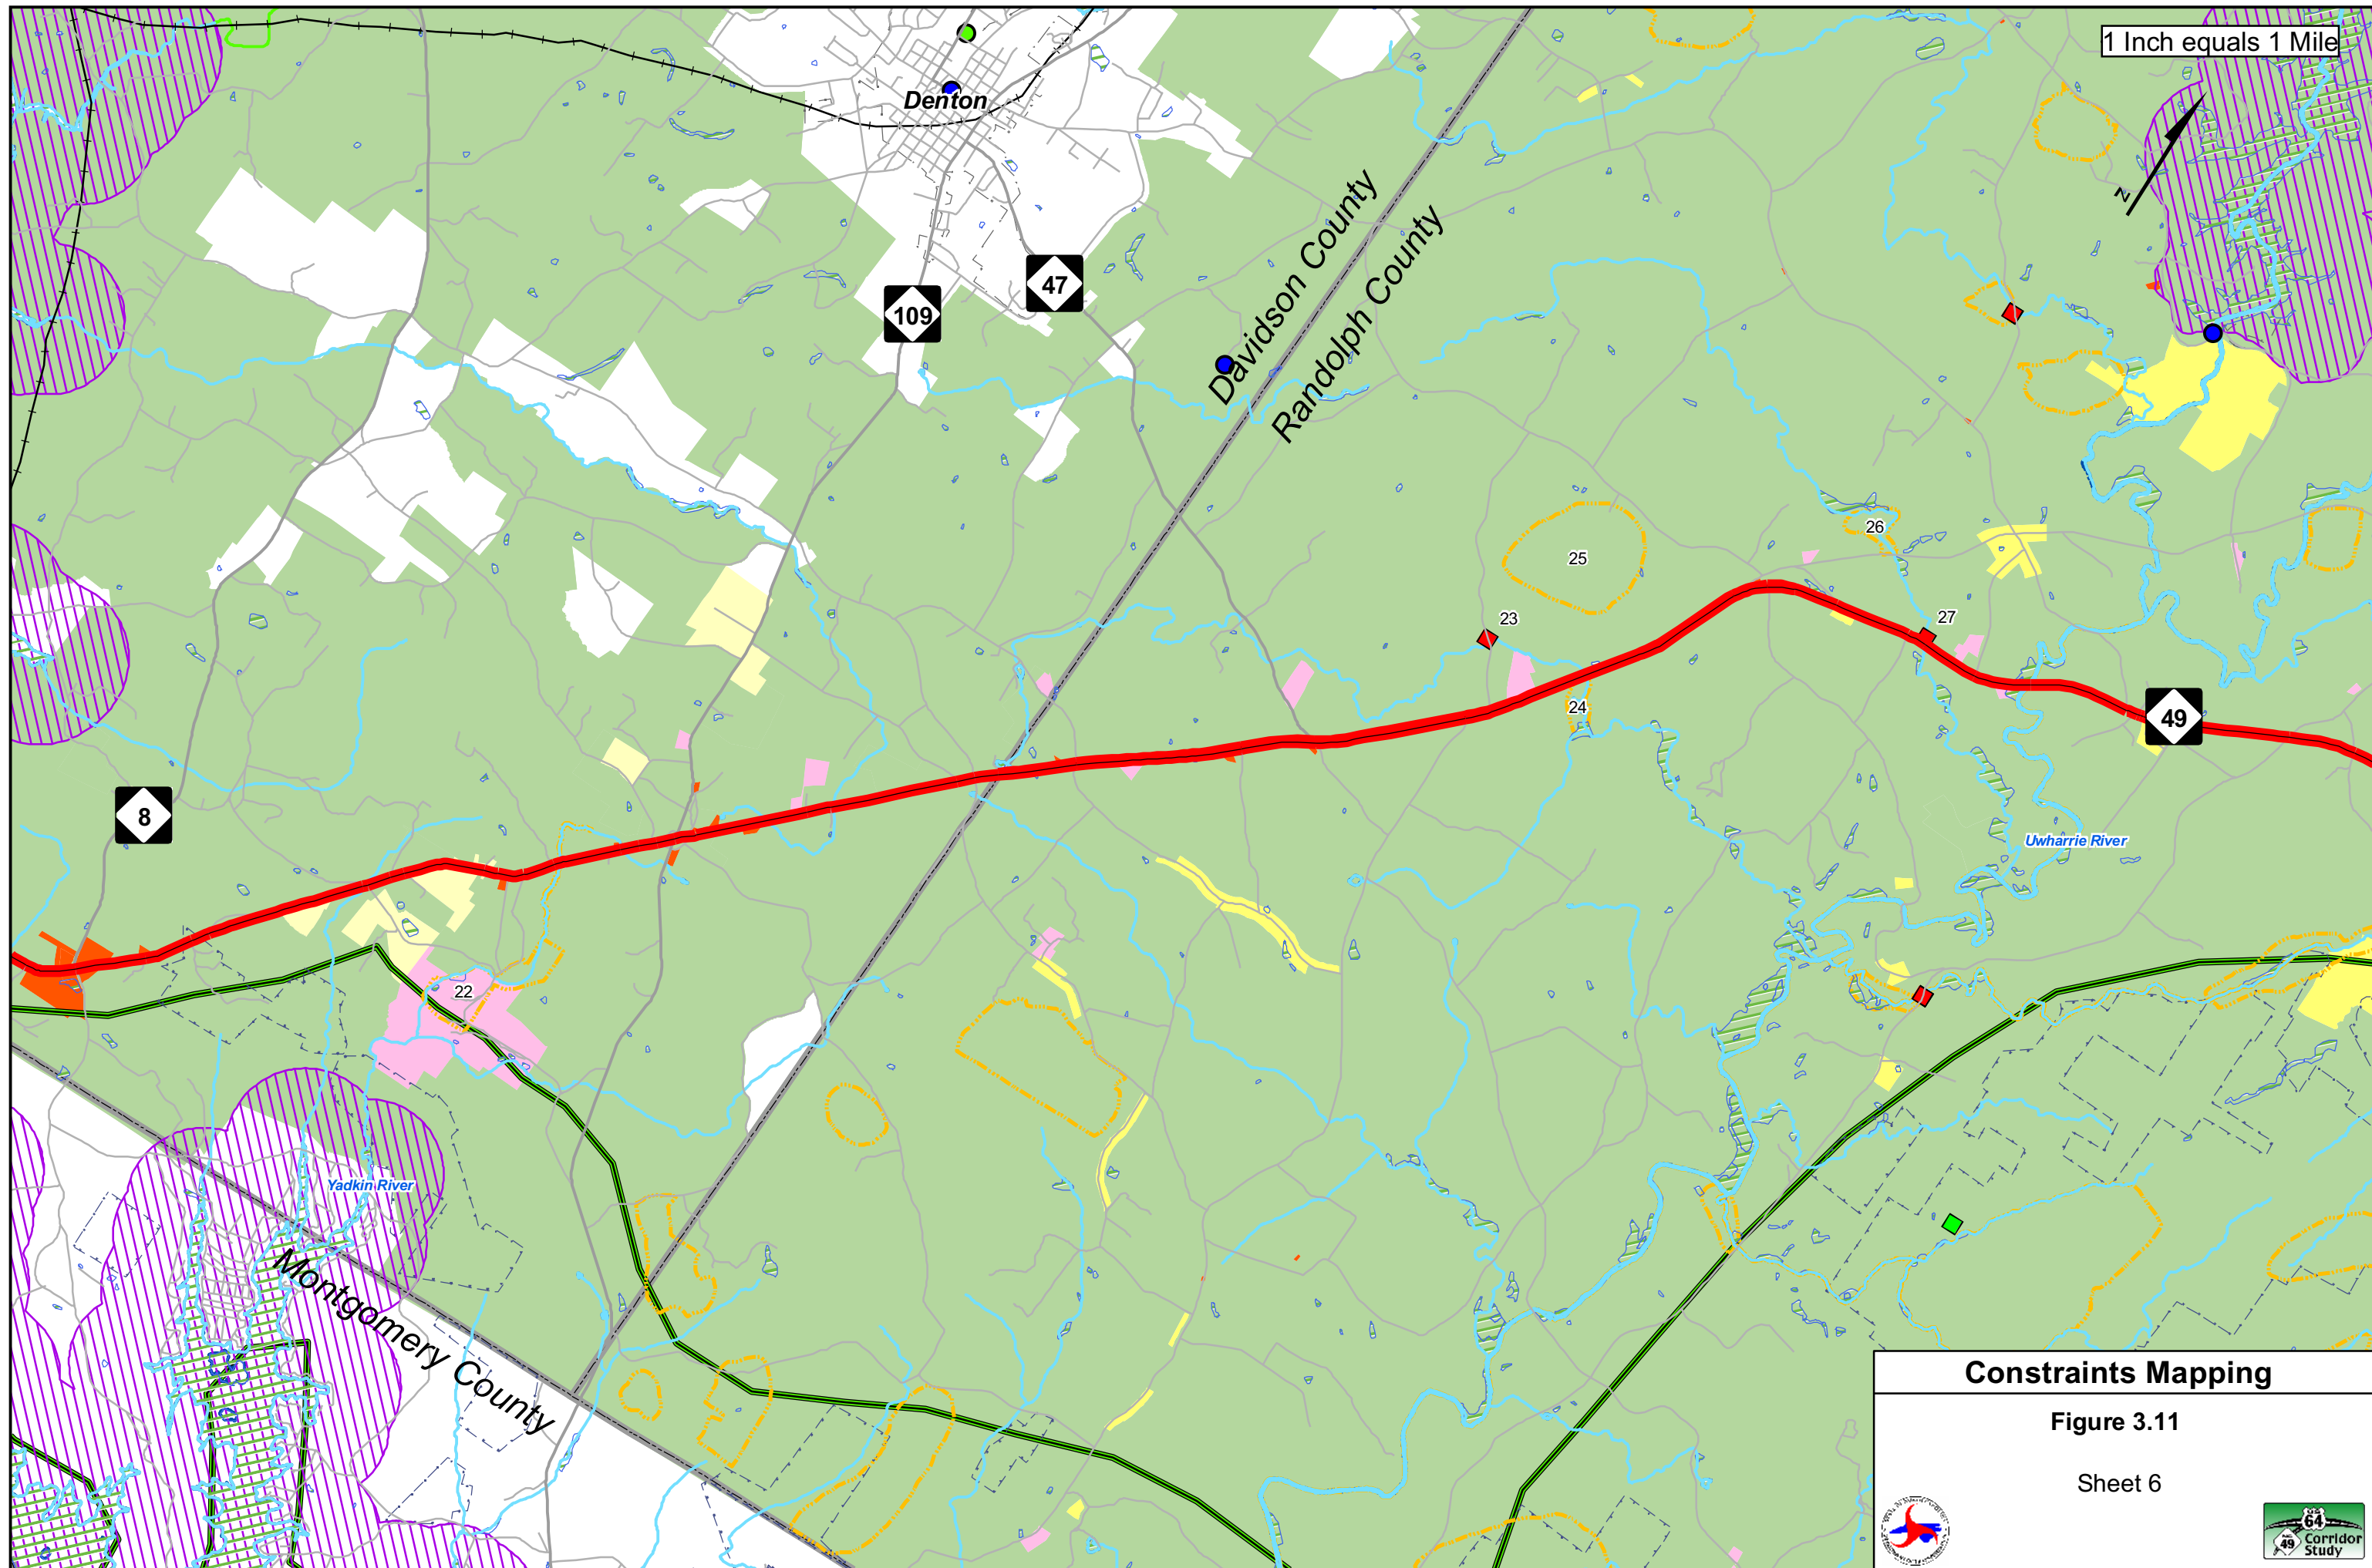 1 Inch equals 1 Mile
Denton
N
47
109
Davidson County
Randolph County
26
25
23
27
24
49
8
Uwharrie River
22
Yadkin River
Montgomery County
Constraints Mapping
Figure 3.11
Sheet 6
64
49
Corridor
Study